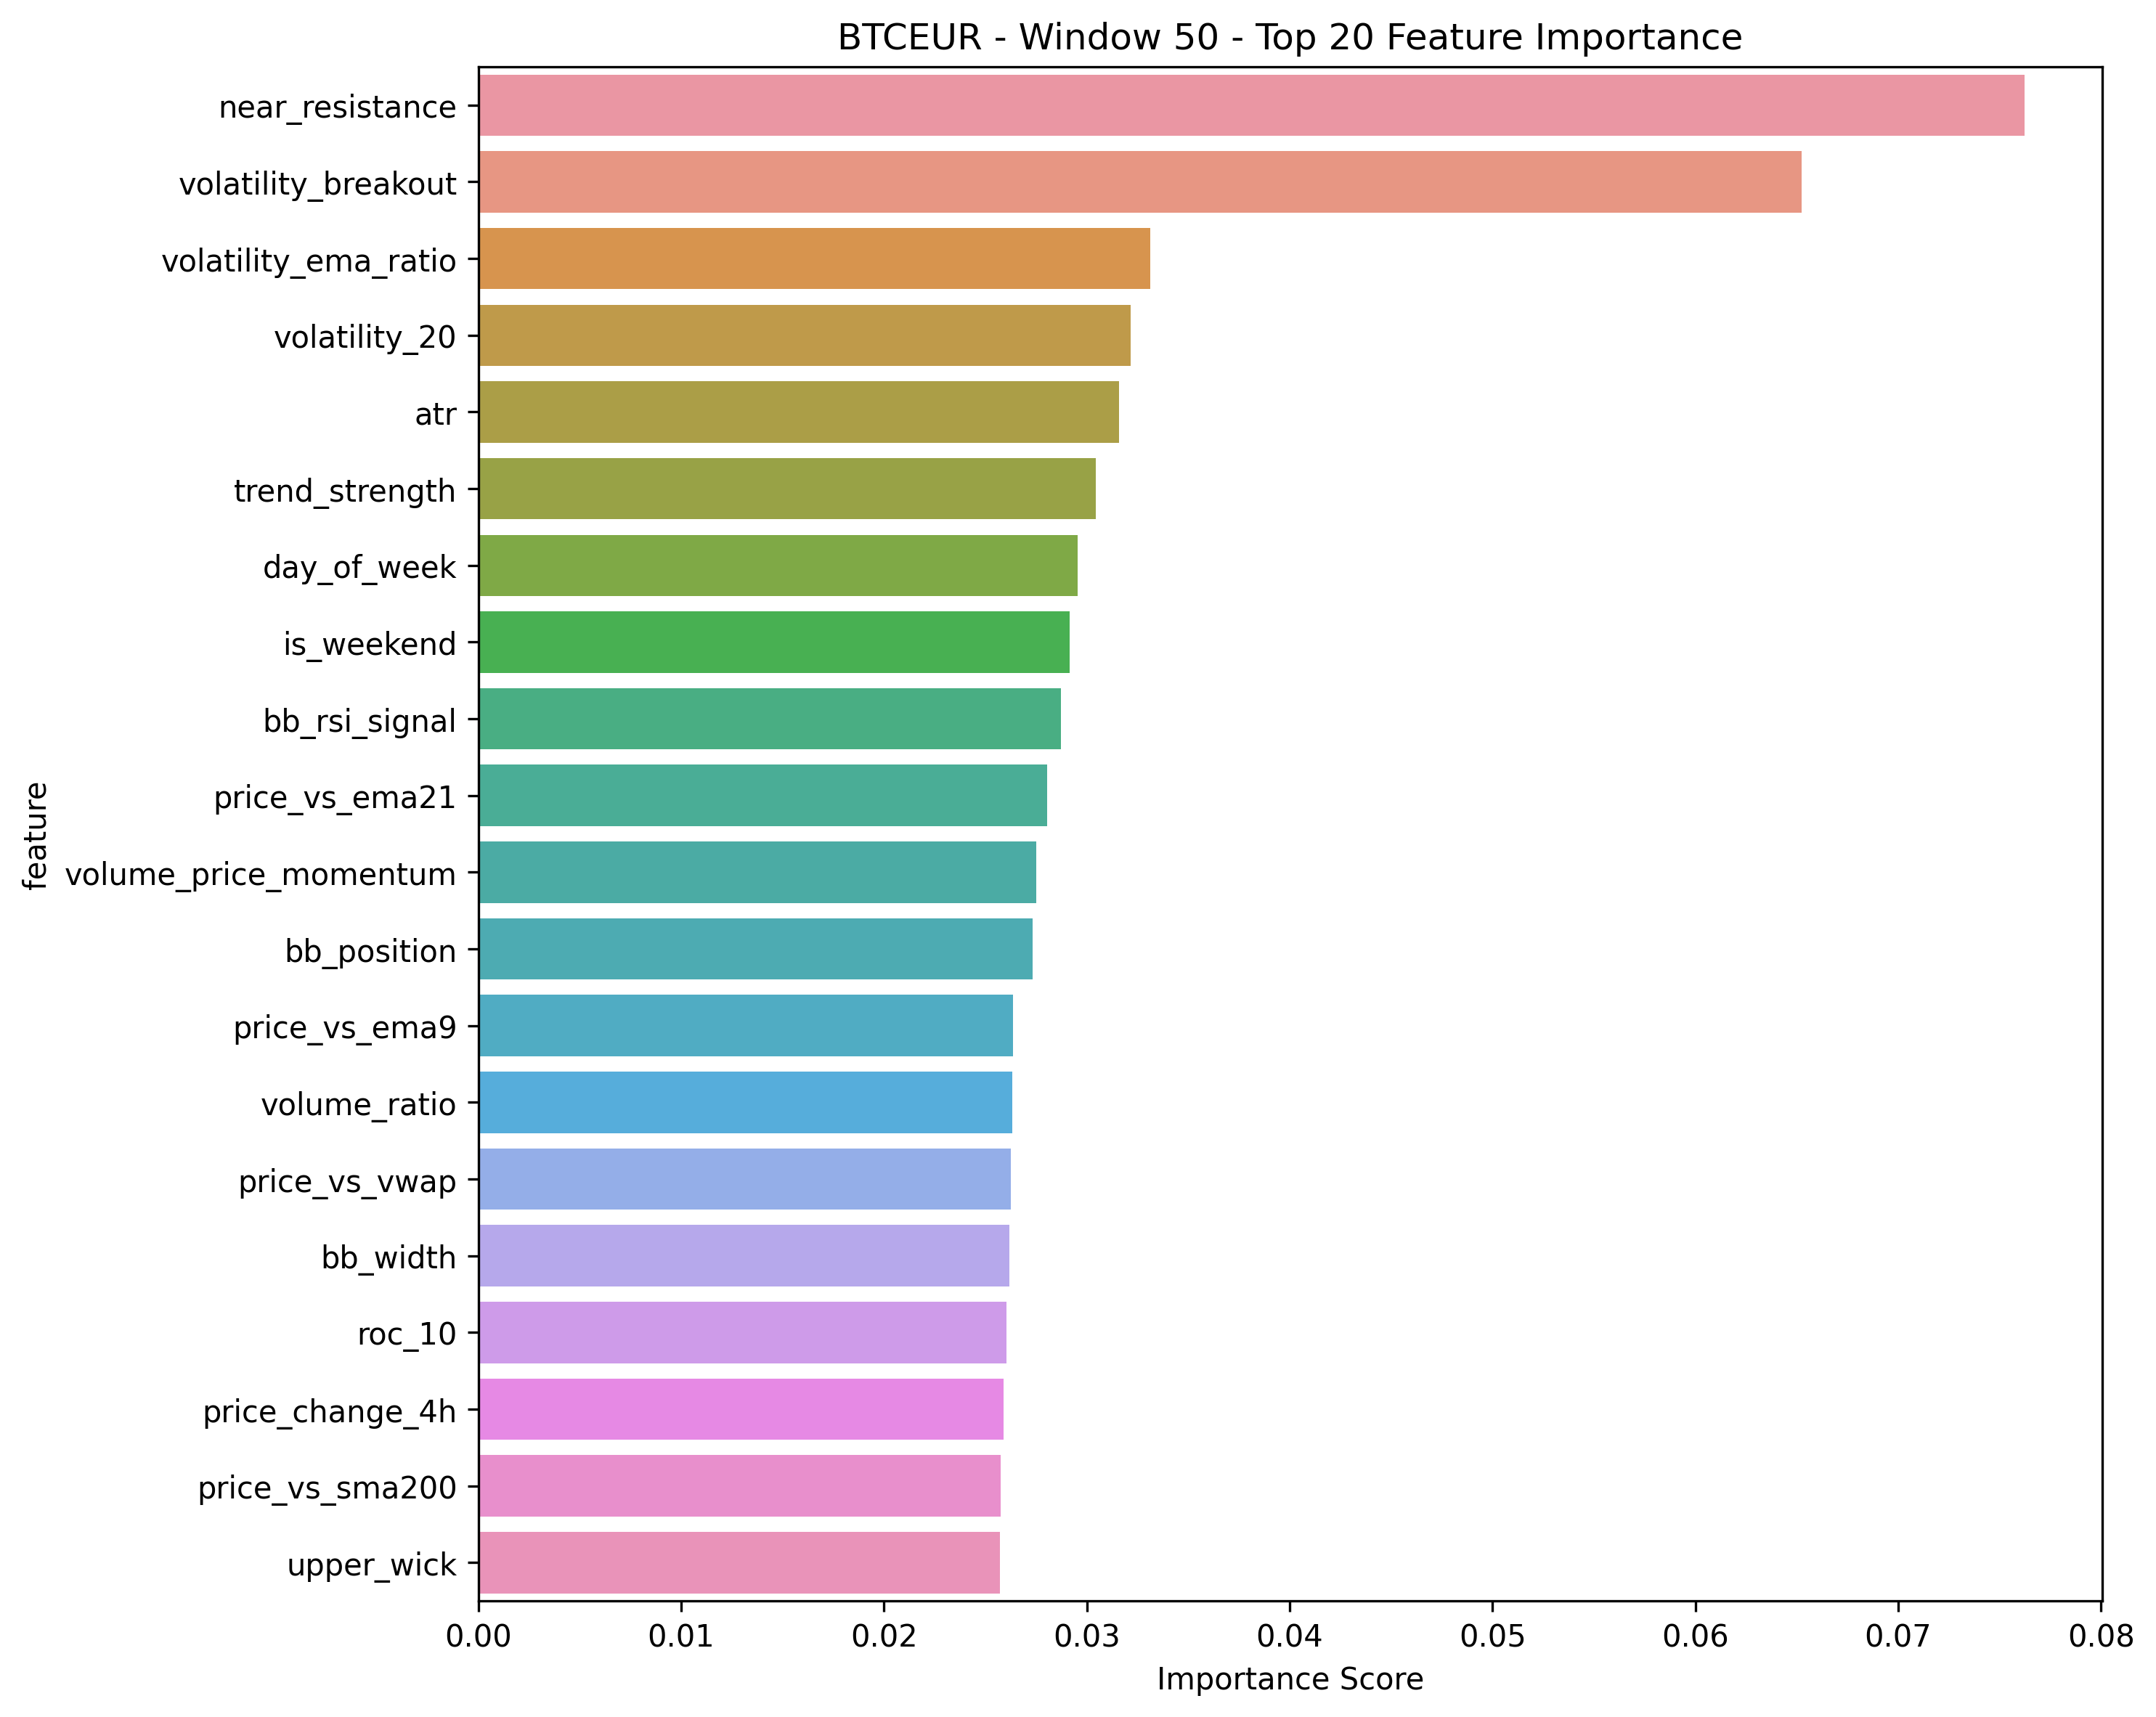 BTCEUR - Window 50 - Top 20 Feature Importance
near_resistance
volatility_breakout
volatility_ema_ratio
volatility_20
atr
trend_strength
day_of_week
is_weekend
bb_rsi_signal
price_vs_ema21
volume_price_momentum
bb_position
price_vs_ema9
volume_ratio
price_vs_vwap
bb_width
roc_10
price_change_4h
price_vs_sma200
upper_wick
feature
0.00 0.01 0.02 0.03 0.04 0.05 0.06 0.07 0.08
Importance Score